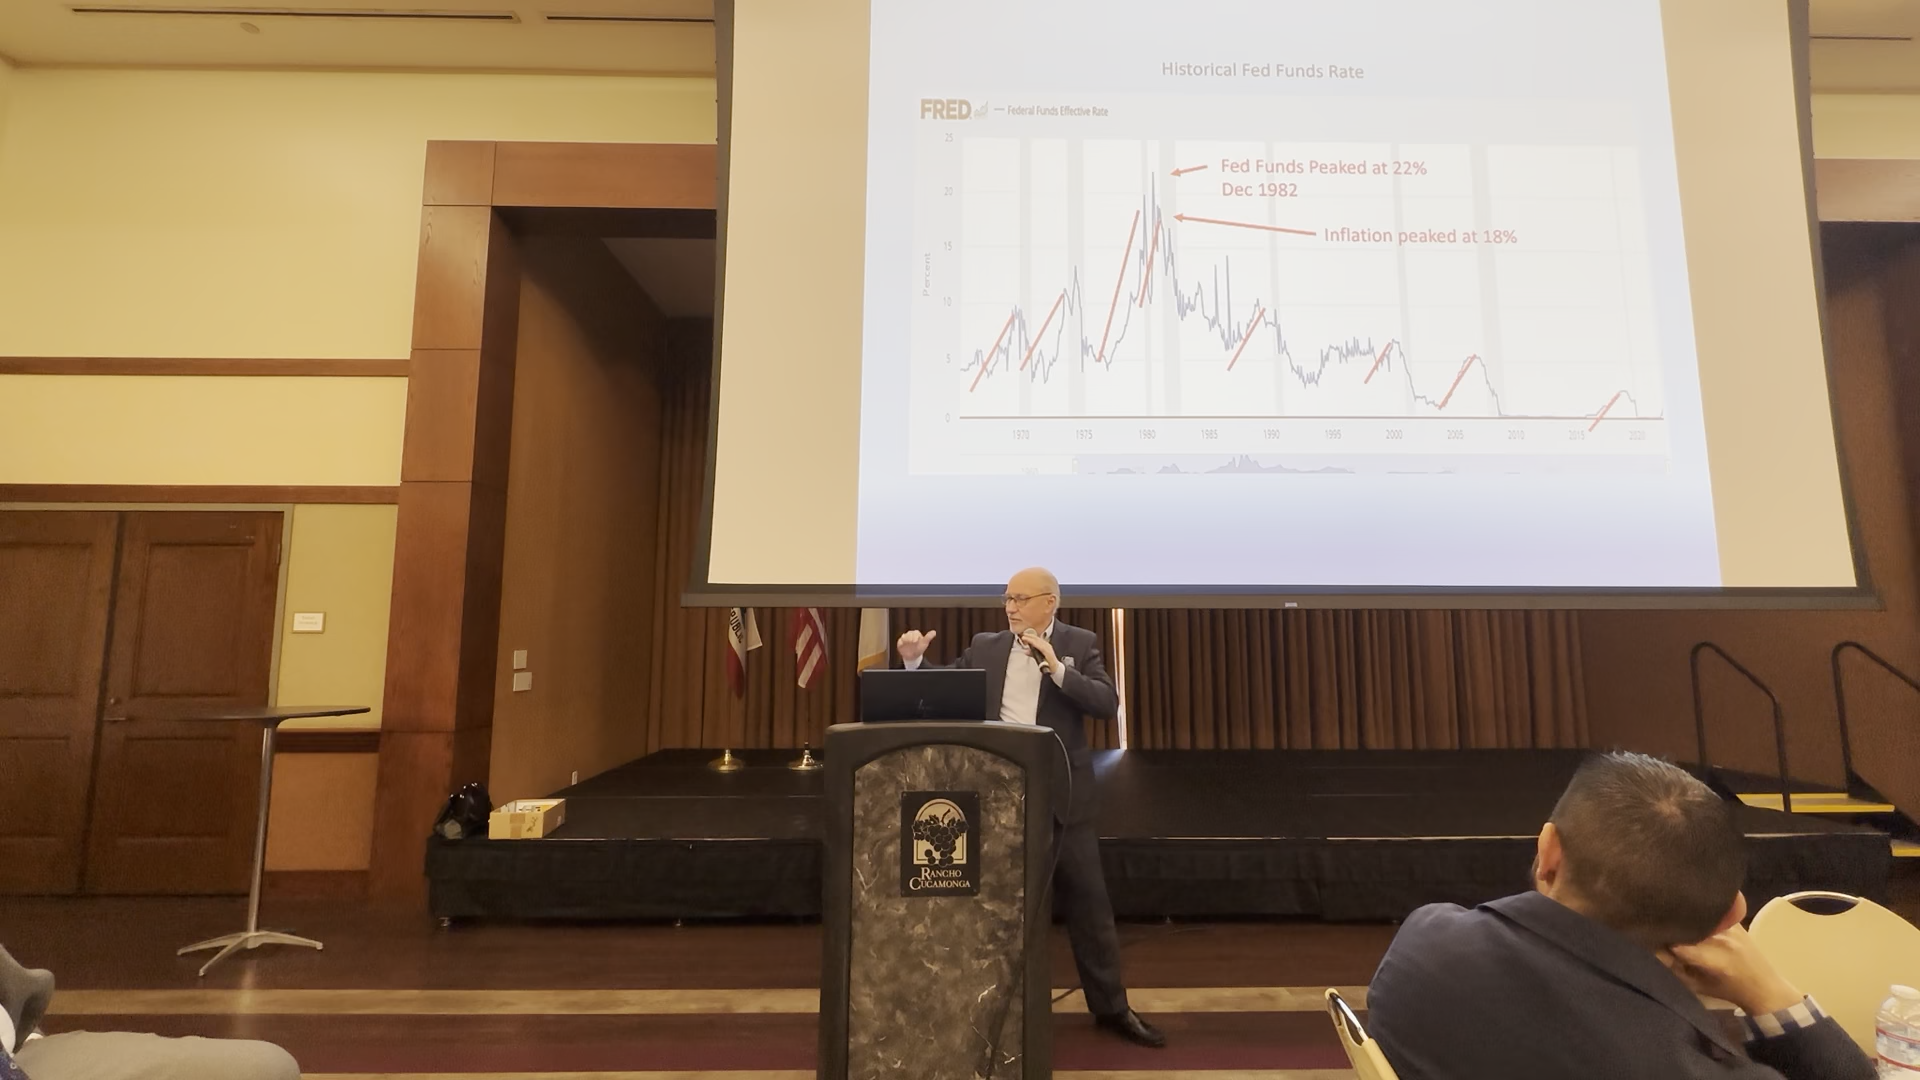 Historical Fed Funds Rate
FRED
Federal Funds Effective Rate
25
20
15
10
5
0
Percent
Fed Funds Peaked at 22%
Dec 1982
Inflation peaked at 18%
1970 1975 1980 1985 1990 1995 2000 2005 2010 2015 2020
RANCHO
CUCAMONGA